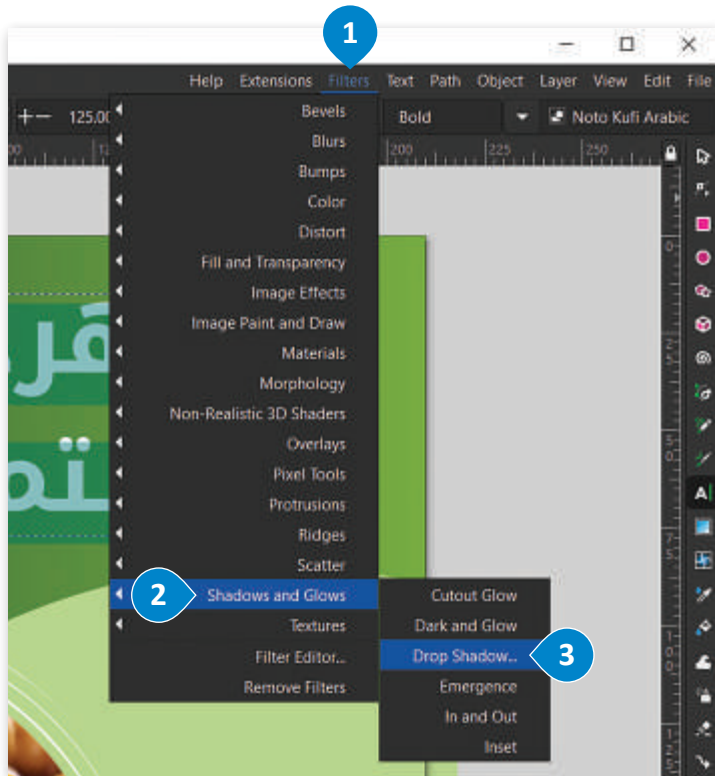 1
Help Extensions Filters Text Path Object Layer View Edit File
Bold Noto Kufi Arabic
200 225 250
Bevels
Blurs
Bumps
Color
Distort
Fill and Transparency
Image Effects
Image Paint and Draw
Materials
Morphology
Non-Realistic 3D Shaders
Overlays
Pixel Tools
Protrusions
Ridges
Scatter
2 Shadows and Glows
Textures
Filter Editor...
Remove Filters
Cutout Glow
Dark and Glow
Drop Shadow... 3
Emergence
In and Out
Inset